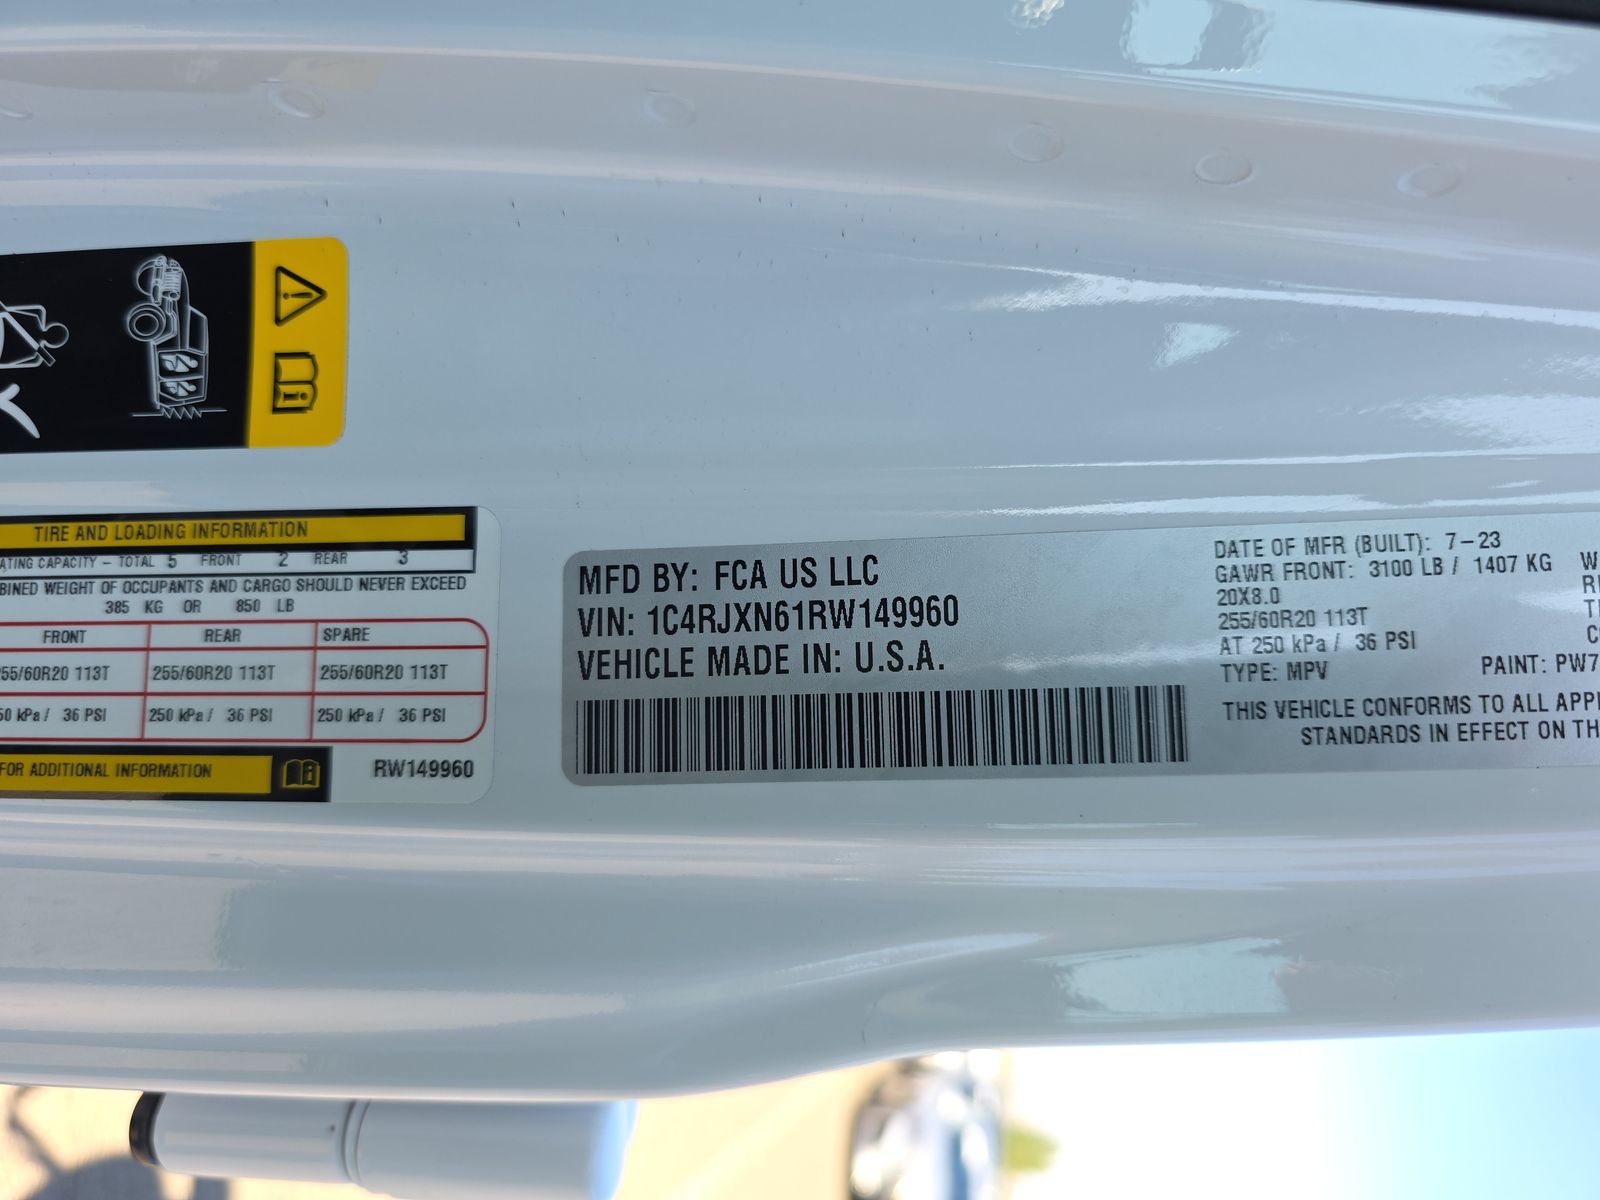 TIRE AND LOADING INFORMATION
ATING CAPACITY – TOTAL 5 FRONT 2 REAR 3
BINED WEIGHT OF OCCUPANTS AND CARGO SHOULD NEVER EXCEED
385 KG OR 850 LB
FRONT REAR SPARE
255/60R20 113T 255/60R20 113T 255/60R20 113T
50 kPa / 36 PSI 250 kPa / 36 PSI 250 kPa / 36 PSI
FOR ADDITIONAL INFORMATION RW149960
MFD BY: FCA US LLC
VIN: 1C4RJXN61RW149960
VEHICLE MADE IN: U.S.A.
DATE OF MFR (BUILT): 7–23
GAWR FRONT: 3100 LB / 1407 KG
20X8.0
255/60R20 113T
AT 250 kPa / 36 PSI
TYPE: MPV PAINT: PW7
THIS VEHICLE CONFORMS TO ALL APPL
STANDARDS IN EFFECT ON TH